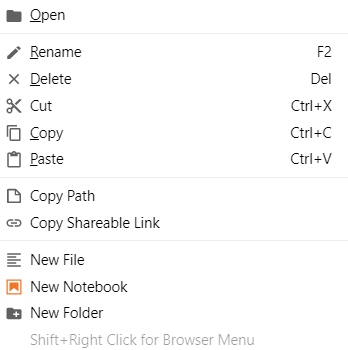 Open
Rename F2
Delete Del
Cut Ctrl+X
Copy Ctrl+C
Paste Ctrl+V
Copy Path
Copy Shareable Link
New File
New Notebook
New Folder
Shift+Right Click for Browser Menu